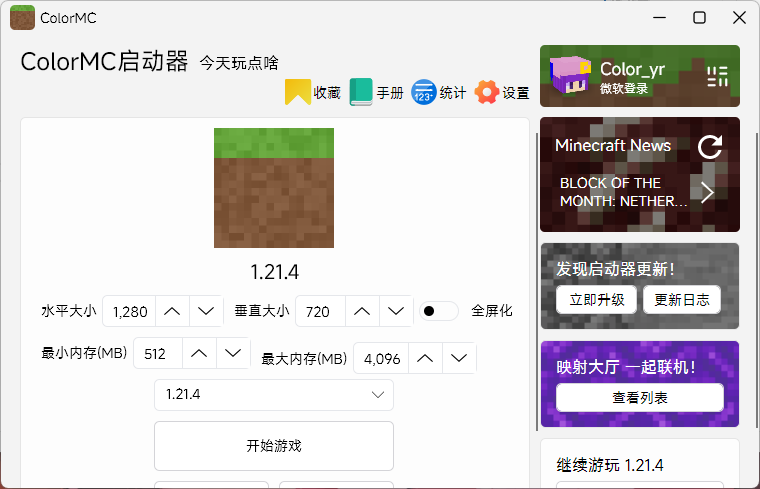 ColorMC
ColorMC启动器 今天玩点啥
收藏 手册 统计 设置
1.21.4
水平大小 1,280 垂直大小 720 全屏化
最小内存(MB) 512 最大内存(MB) 4,096
1.21.4
开始游戏
Color_yr
微软登录
Minecraft News
BLOCK OF THE
MONTH: NETHER...
发现启动器更新!
立即升级 更新日志
映射大厅 一起联机!
查看列表
继续游玩 1.21.4